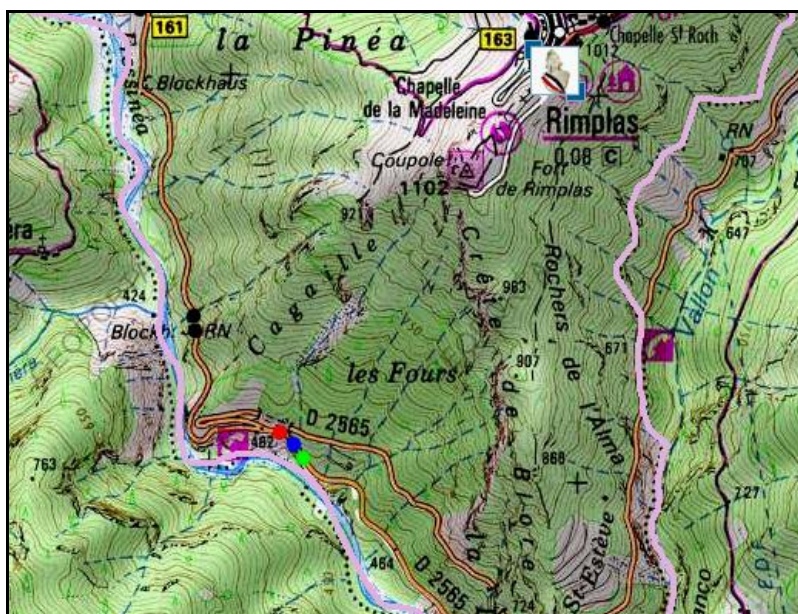 161
la Pinéa
163
Chapelle St Roch
1012
Blockhaus
Chapelle
de la Madeleine
Rimplas
RN
Coupole
0,08 C
707
1102
Fort
de Rimplas
921
647
Crête de Bloré
963
Rochers de l'Alma
424
Cagaille
Vallon
RN
671
les Fours
907
D 2565
482
763
868
727
St-Estève
464
D 2565
la
724
E.D.F.